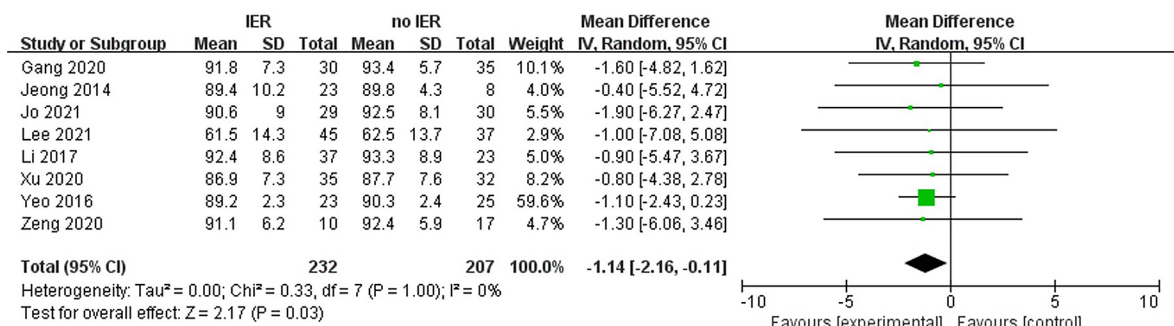 IER no IER Mean Difference Mean Difference
Study or Subgroup Mean SD Total Mean SD Total Weight IV, Random, 95% CI IV, Random, 95% CI
Gang 2020 91.8 7.3 30 93.4 5.7 35 10.1% -1.60 [-4.82, 1.62]
Jeong 2014 89.4 10.2 23 89.8 4.3 8 4.0% -0.40 [-5.52, 4.72]
Jo 2021 90.6 9 29 92.5 8.1 30 5.5% -1.90 [-6.27, 2.47]
Lee 2021 61.5 14.3 45 62.5 13.7 37 2.9% -1.00 [-7.08, 5.08]
Li 2017 92.4 8.6 37 93.3 8.9 23 5.0% -0.90 [-5.47, 3.67]
Xu 2020 86.9 7.3 35 87.7 7.6 32 8.2% -0.80 [-4.38, 2.78]
Yeo 2016 89.2 2.3 23 90.3 2.4 25 59.6% -1.10 [-2.43, 0.23]
Zeng 2020 91.1 6.2 10 92.4 5.9 17 4.7% -1.30 [-6.06, 3.46]
Total (95% CI) 232 207 100.0% -1.14 [-2.16, -0.11]
Heterogeneity: Tau² = 0.00; Chi² = 0.33, df = 7 (P = 1.00); I² = 0%
Test for overall effect: Z = 2.17 (P = 0.03)
-10 -5 0 5 10
Favours [experimental] Favours [control]